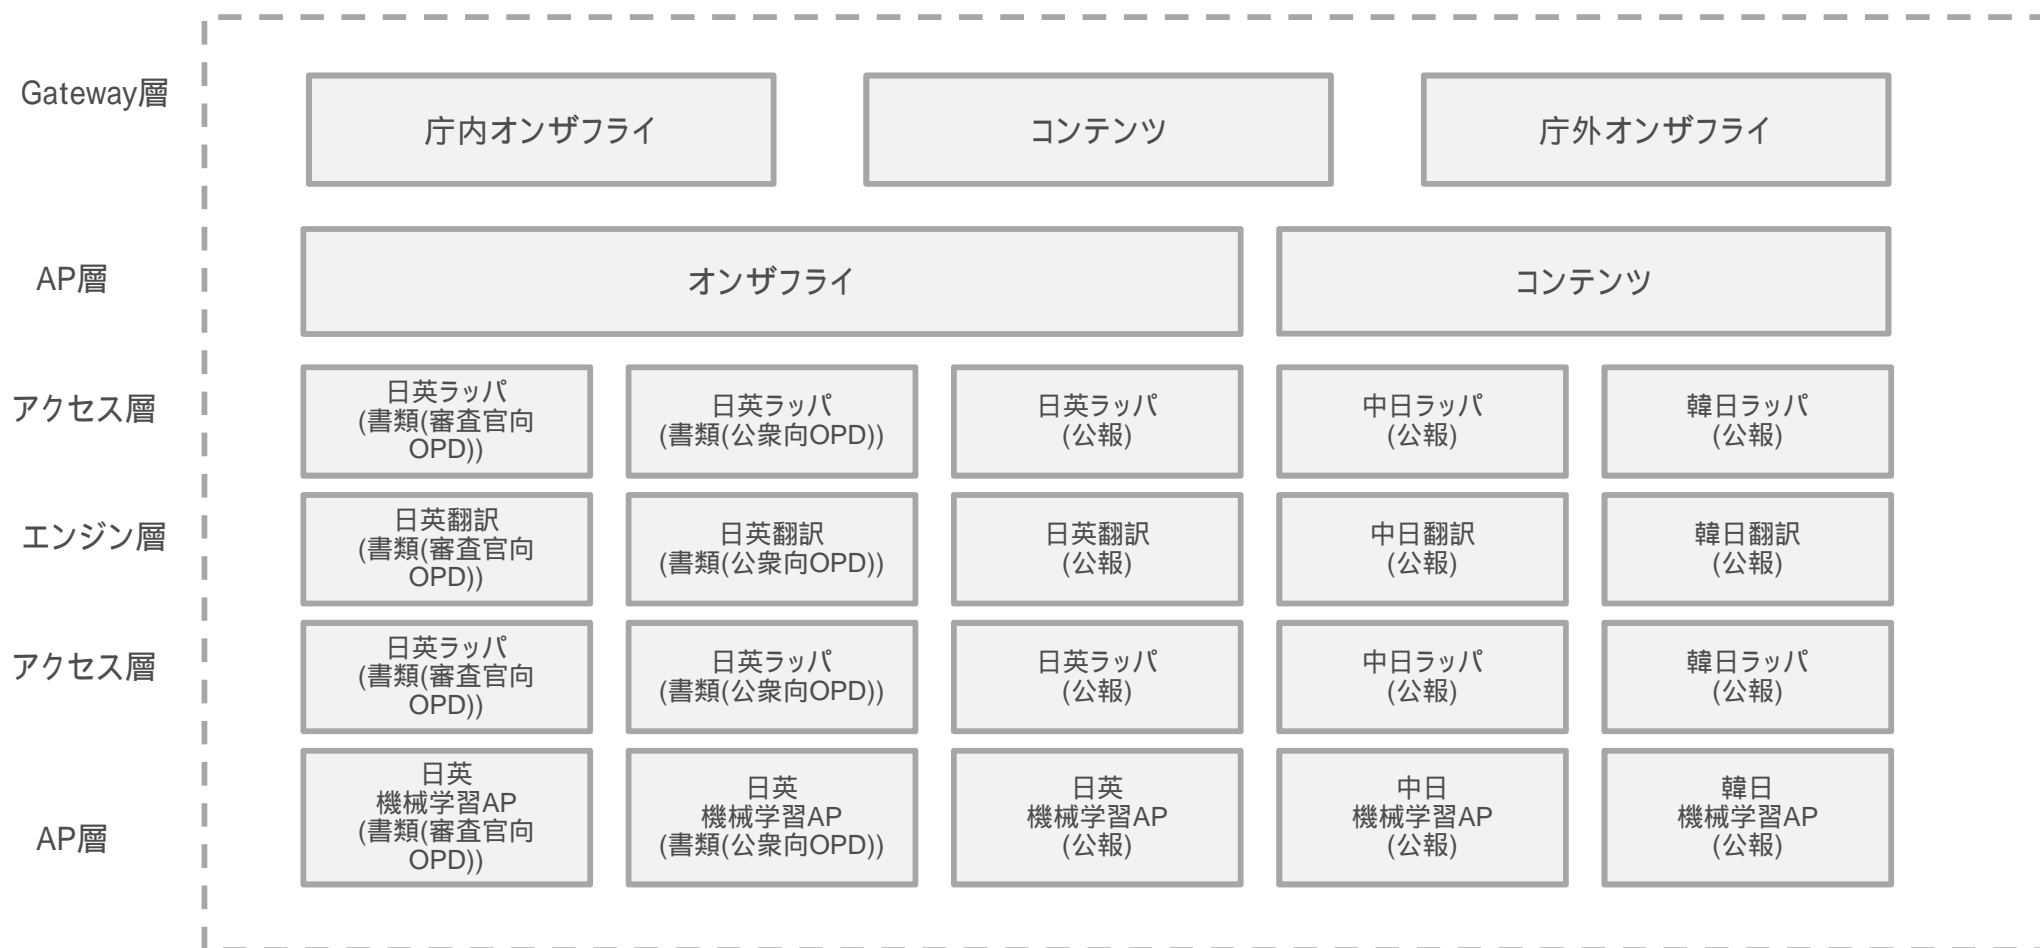 Gateway層
庁内オンザフライ
コンテンツ
庁外オンザフライ
AP層
オンザフライ
コンテンツ
アクセス層
日英ラッパ
(書類(審査官向
OPD))
日英ラッパ
(書類(公衆向OPD))
日英ラッパ
(公報)
中日ラッパ
(公報)
韓日ラッパ
(公報)
エンジン層
日英翻訳
(書類(審査官向
OPD))
日英翻訳
(書類(公衆向OPD))
日英翻訳
(公報)
中日翻訳
(公報)
韓日翻訳
(公報)
アクセス層
日英ラッパ
(書類(審査官向
OPD))
日英ラッパ
(書類(公衆向OPD))
日英ラッパ
(公報)
中日ラッパ
(公報)
韓日ラッパ
(公報)
AP層
日英
機械学習AP
(書類(審査官向
OPD))
日英
機械学習AP
(書類(公衆向OPD))
日英
機械学習AP
(公報)
中日
機械学習AP
(公報)
韓日
機械学習AP
(公報)